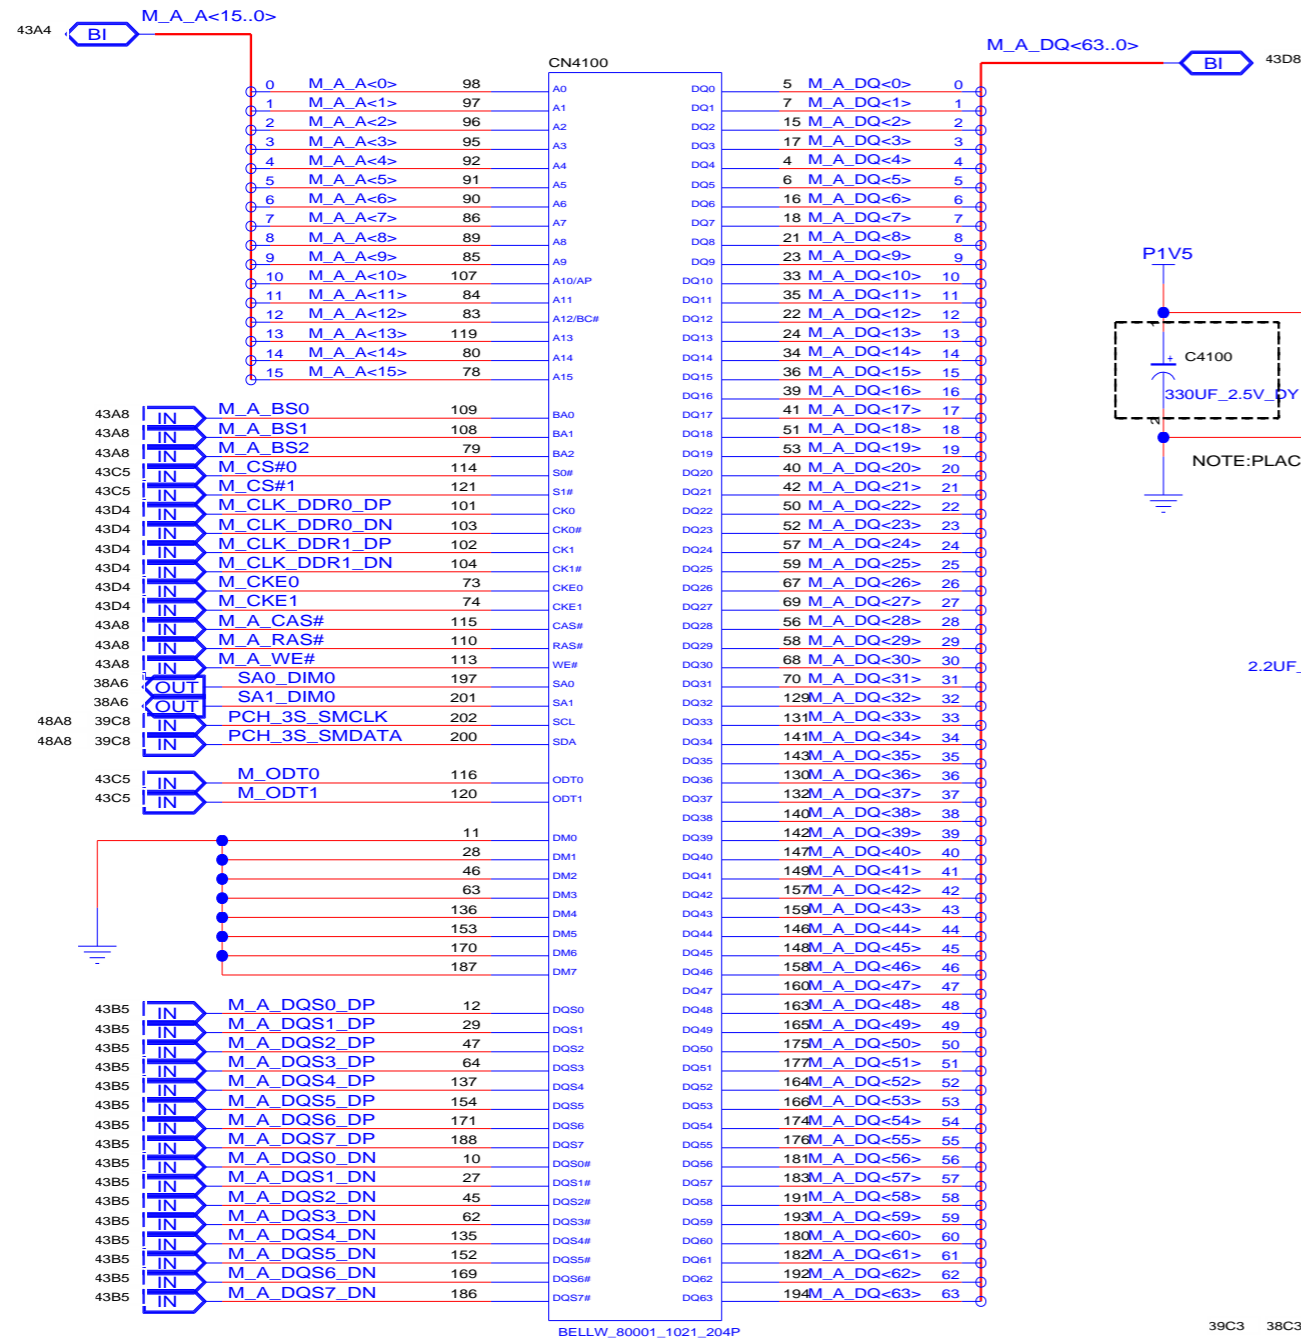 M_A_A<15..0>
43A4 BI
M_A_DQ<63..0>
BI 43D8
CN4100
0 M_A_A<0> 98 A0 DQ0 5 M_A_DQ<0> 0
1 M_A_A<1> 97 A1 DQ1 7 M_A_DQ<1> 1
2 M_A_A<2> 96 A2 DQ2 15 M_A_DQ<2> 2
3 M_A_A<3> 95 A3 DQ3 17 M_A_DQ<3> 3
4 M_A_A<4> 92 A4 DQ4 4 M_A_DQ<4> 4
5 M_A_A<5> 91 A5 DQ5 6 M_A_DQ<5> 5
6 M_A_A<6> 90 A6 DQ6 16 M_A_DQ<6> 6
7 M_A_A<7> 86 A7 DQ7 18 M_A_DQ<7> 7
8 M_A_A<8> 89 A8 DQ8 21 M_A_DQ<8> 8
9 M_A_A<9> 85 A9 DQ9 23 M_A_DQ<9> 9
10 M_A_A<10> 107 A10/AP DQ10 33 M_A_DQ<10> 10
11 M_A_A<11> 84 A11 DQ11 35 M_A_DQ<11> 11
12 M_A_A<12> 83 A12/BC# DQ12 22 M_A_DQ<12> 12
13 M_A_A<13> 119 A13 DQ13 24 M_A_DQ<13> 13
14 M_A_A<14> 80 A14 DQ14 34 M_A_DQ<14> 14
15 M_A_A<15> 78 A15 DQ15 36 M_A_DQ<15> 15
DQ16 39 M_A_DQ<16> 16
43A8 IN M_A_BS0 109 BA0 DQ17 41 M_A_DQ<17> 17
43A8 IN M_A_BS1 108 BA1 DQ18 51 M_A_DQ<18> 18
43A8 IN M_A_BS2 79 BA2 DQ19 53 M_A_DQ<19> 19
43C5 IN M_CS#0 114 S0# DQ20 40 M_A_DQ<20> 20
43C5 IN M_CS#1 121 S1# DQ21 42 M_A_DQ<21> 21
43D4 IN M_CLK_DDR0_DP 101 CK0 DQ22 50 M_A_DQ<22> 22
43D4 IN M_CLK_DDR0_DN 103 CK0# DQ23 52 M_A_DQ<23> 23
43D4 IN M_CLK_DDR1_DP 102 CK1 DQ24 57 M_A_DQ<24> 24
43D4 IN M_CLK_DDR1_DN 104 CK1# DQ25 59 M_A_DQ<25> 25
43D4 IN M_CKE0 73 CKE0 DQ26 67 M_A_DQ<26> 26
43D4 IN M_CKE1 74 CKE1 DQ27 69 M_A_DQ<27> 27
43A8 IN M_A_CAS# 115 CAS# DQ28 56 M_A_DQ<28> 28
43A8 IN M_A_RAS# 110 RAS# DQ29 58 M_A_DQ<29> 29
43A8 IN M_A_WE# 113 WE# DQ30 68 M_A_DQ<30> 30
38A6 OUT SA0_DIM0 197 SA0 DQ31 70 M_A_DQ<31> 31
38A6 OUT SA1_DIM0 201 SA1 DQ32 129 M_A_DQ<32> 32
48A8 39C8 IN PCH_3S_SMCLK 202 SCL DQ33 131 M_A_DQ<33> 33
48A8 39C8 IN PCH_3S_SMDATA 200 SDA DQ34 141 M_A_DQ<34> 34
DQ35 143 M_A_DQ<35> 35
43C5 IN M_ODT0 116 ODT0 DQ36 130 M_A_DQ<36> 36
43C5 IN M_ODT1 120 ODT1 DQ37 132 M_A_DQ<37> 37
DQ38 140 M_A_DQ<38> 38
11 DM0 DQ39 142 M_A_DQ<39> 39
28 DM1 DQ40 147 M_A_DQ<40> 40
46 DM2 DQ41 149 M_A_DQ<41> 41
63 DM3 DQ42 157 M_A_DQ<42> 42
136 DM4 DQ43 159 M_A_DQ<43> 43
153 DM5 DQ44 146 M_A_DQ<44> 44
170 DM6 DQ45 148 M_A_DQ<45> 45
187 DM7 DQ46 158 M_A_DQ<46> 46
DQ47 160 M_A_DQ<47> 47
43B5 IN M_A_DQS0_DP 12 DQS0 DQ48 163 M_A_DQ<48> 48
43B5 IN M_A_DQS1_DP 29 DQS1 DQ49 165 M_A_DQ<49> 49
43B5 IN M_A_DQS2_DP 47 DQS2 DQ50 175 M_A_DQ<50> 50
43B5 IN M_A_DQS3_DP 64 DQS3 DQ51 177 M_A_DQ<51> 51
43B5 IN M_A_DQS4_DP 137 DQS4 DQ52 164 M_A_DQ<52> 52
43B5 IN M_A_DQS5_DP 154 DQS5 DQ53 166 M_A_DQ<53> 53
43B5 IN M_A_DQS6_DP 171 DQS6 DQ54 174 M_A_DQ<54> 54
43B5 IN M_A_DQS7_DP 188 DQS7 DQ55 176 M_A_DQ<55> 55
43B5 IN M_A_DQS0_DN 10 DQS0# DQ56 181 M_A_DQ<56> 56
43B5 IN M_A_DQS1_DN 27 DQS1# DQ57 183 M_A_DQ<57> 57
43B5 IN M_A_DQS2_DN 45 DQS2# DQ58 191 M_A_DQ<58> 58
43B5 IN M_A_DQS3_DN 62 DQS3# DQ59 193 M_A_DQ<59> 59
43B5 IN M_A_DQS4_DN 135 DQS4# DQ60 180 M_A_DQ<60> 60
43B5 IN M_A_DQS5_DN 152 DQS5# DQ61 182 M_A_DQ<61> 61
43B5 IN M_A_DQS6_DN 169 DQS6# DQ62 192 M_A_DQ<62> 62
43B5 IN M_A_DQS7_DN 186 DQS7# DQ63 194 M_A_DQ<63> 63
BELLW_80001_1021_204P
P1V5
1
+ C4100
330UF_2.5V_DY
2
NOTE:PLAC
2.2UF_
39C3 38C3